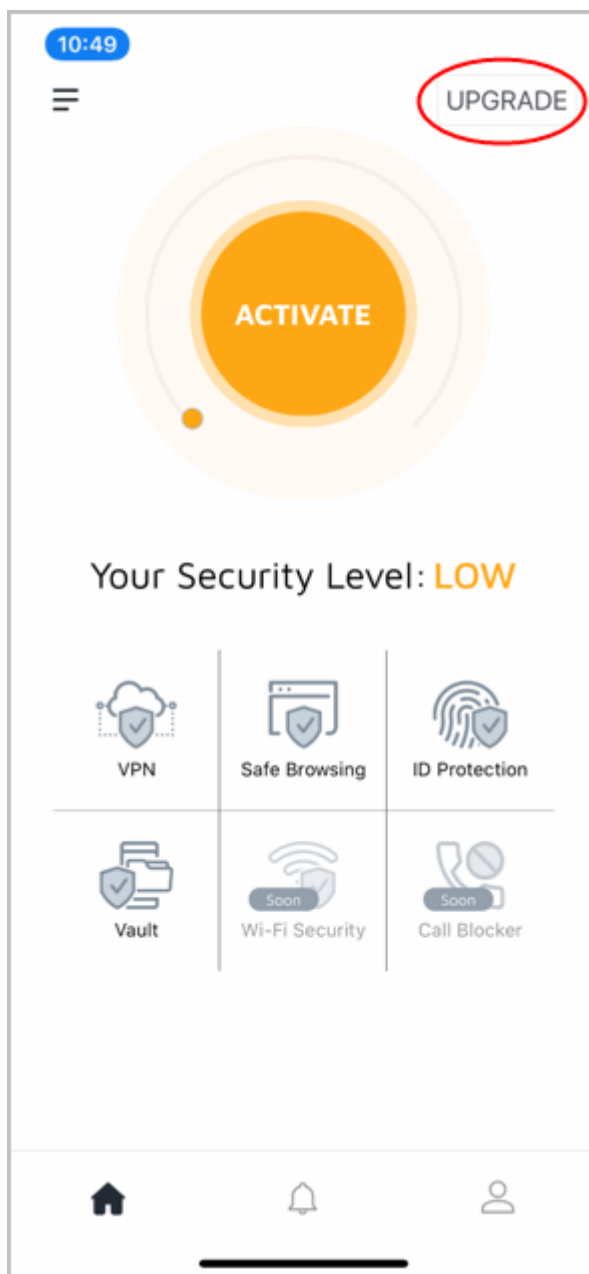 10:49
UPGRADE
ACTIVATE
Your Security Level: LOW
VPN
Safe Browsing
ID Protection
Vault
Soon
Wi-Fi Security
Soon
Call Blocker